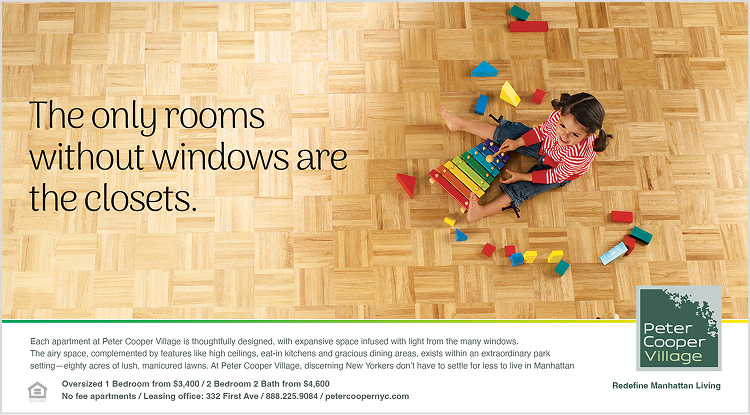 The only rooms
without windows are
the closets.
Each apartment at Peter Cooper Village is thoughtfully designed, with expansive space infused with light from the many windows.
The airy space, complemented by features like high ceilings, eat-in kitchens and gracious dining areas, exists within an extraordinary park
setting—eighty acres of lush, manicured lawns. At Peter Cooper Village, discerning New Yorkers don't have to settle for less to live in Manhattan
Oversized 1 Bedroom from $3,400 / 2 Bedroom 2 Bath from $4,600
No fee apartments / Leasing office: 332 First Ave / 888.225.9084 / petercoopernyc.com
Peter
Cooper
Village
Redefine Manhattan Living